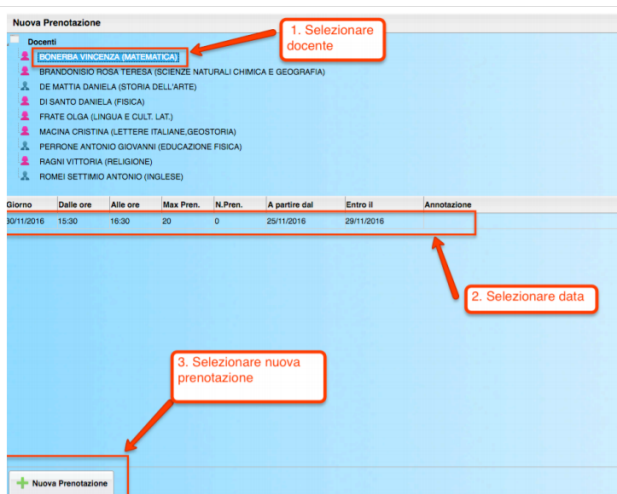 Nuova Prenotazione
1. Selezionare
docente
Docenti
BONERBA VINCENZA (MATEMATICA)
BRANDONISIO ROSA TERESA (SCIENZE NATURALI CHIMICA E GEOGRAFIA)
DE MATTIA DANIELA (STORIA DELL'ARTE)
DI SANTO DANIELA (FISICA)
FRATE OLGA (LINGUA E CULT. LAT.)
MACINA CRISTINA (LETTERE ITALIANE,GEOSTORIA)
PERRONE ANTONIO GIOVANNI (EDUCAZIONE FISICA)
RAGNI VITTORIA (RELIGIONE)
ROMEI SETTIMIO ANTONIO (INGLESE)
Giorno Dalle ore Alle ore Max Pren. N.Pren. A partire dal Entro il Annotazione
30/11/2016 15:30 16:30 20 0 25/11/2016 29/11/2016
2. Selezionare data
3. Selezionare nuova
prenotazione
Nuova Prenotazione